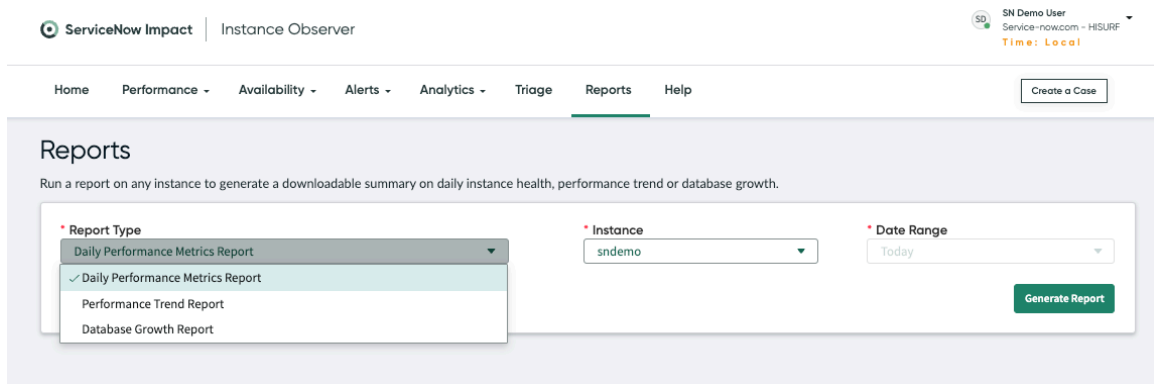 ServiceNow Impact | Instance Observer
SD
SN Demo User
Service-now.com - HISURF
Time: Local
Home Performance Availability Alerts Analytics Triage Reports Help
Create a Case
Reports
Run a report on any instance to generate a downloadable summary on daily instance health, performance trend or database growth.
* Report Type
Daily Performance Metrics Report
Daily Performance Metrics Report
Performance Trend Report
Database Growth Report
* Instance
sndemo
* Date Range
Today
Generate Report